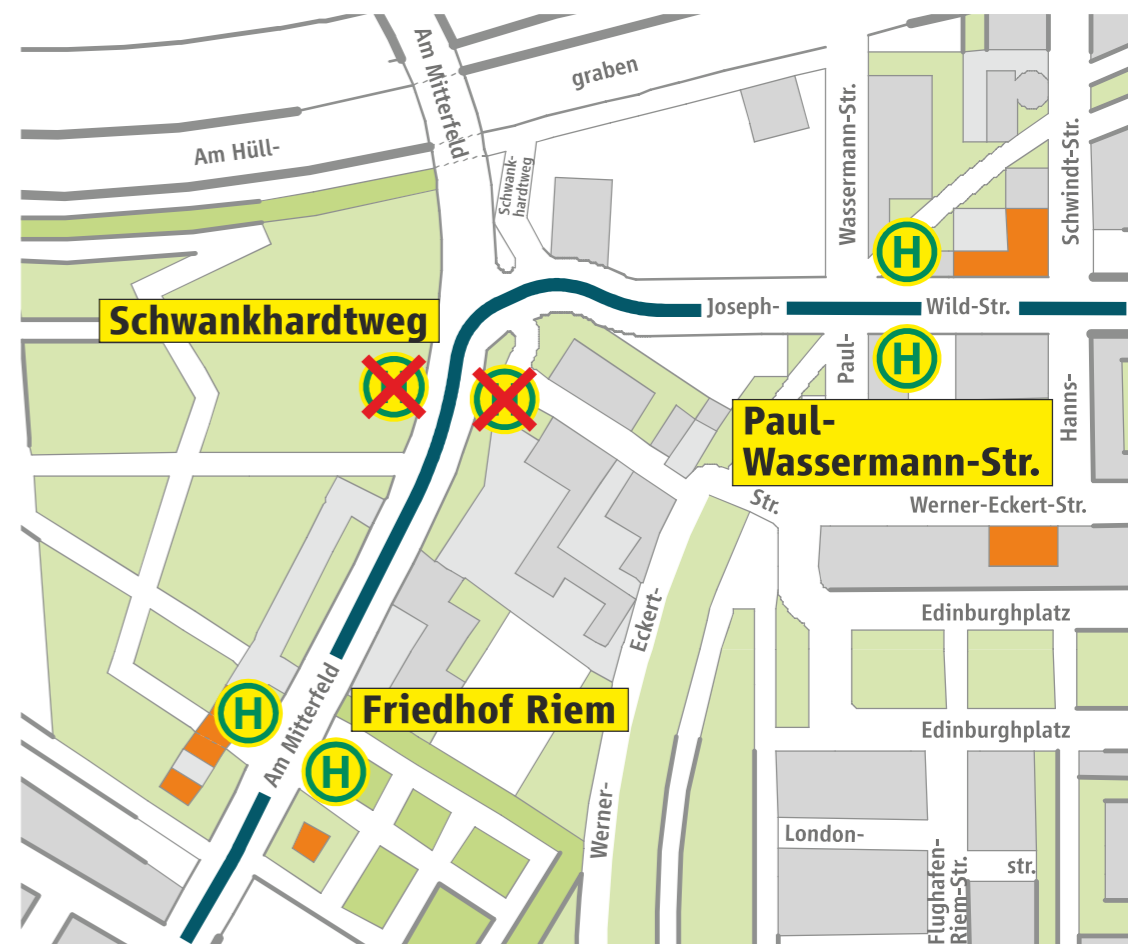 Am Mitterfeld
graben
Am Hüll-
Schwank-
hardtweg
Wassermann-Str.
Schwindt-Str.
H
Schwankhardtweg
Joseph-
Wild-Str.
Paul-
H
Hanns-
Paul-
Wassermann-Str.
Str.
Werner-Eckert-Str.
Eckert-
Edinburghplatz
Am Mitterfeld
H
Friedhof Riem
H
Edinburghplatz
Werner-
London-
str.
Flughafen-
Riem-Str.